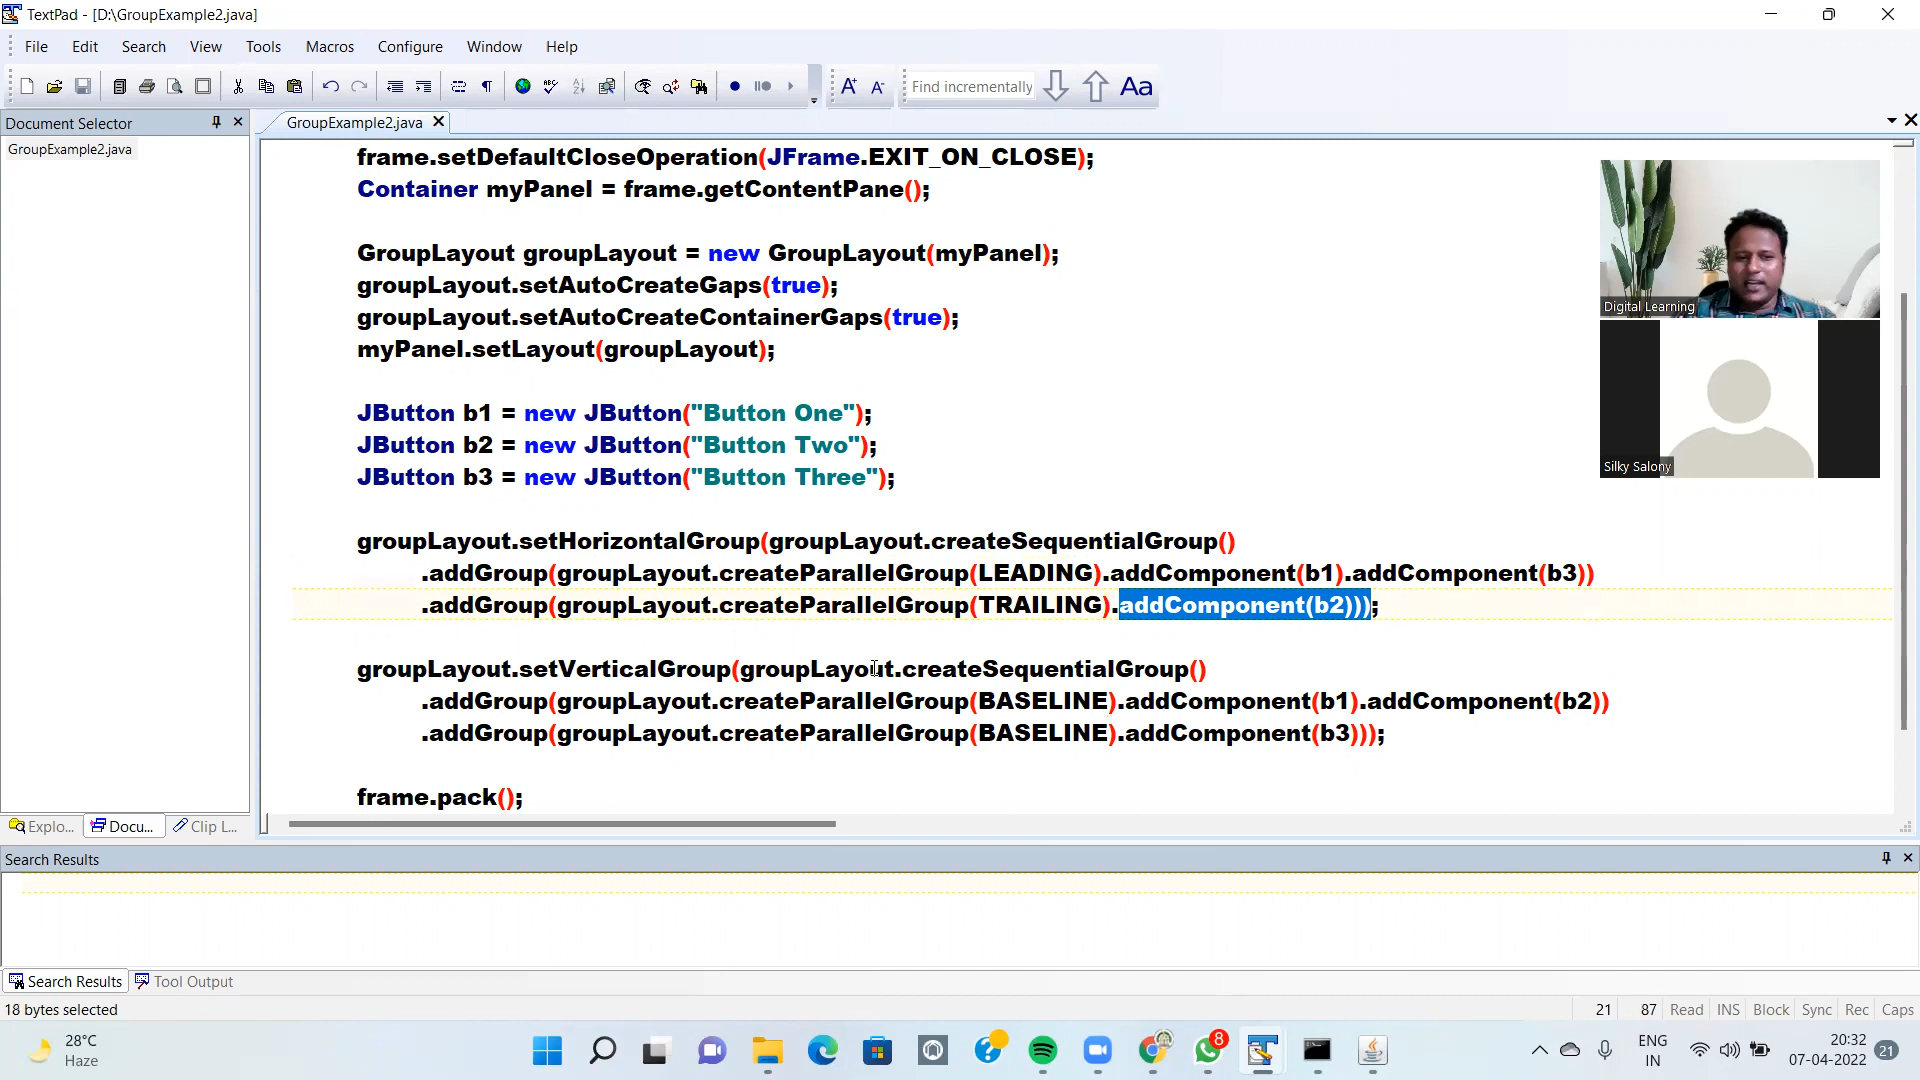 TextPad - [D:\GroupExample2.java]
File Edit Search View Tools Macros Configure Window Help
Find incrementally
Document Selector
GroupExample2.java
GroupExample2.java
frame.setDefaultCloseOperation(JFrame.EXIT_ON_CLOSE);
Container myPanel = frame.getContentPane();
GroupLayout groupLayout = new GroupLayout(myPanel);
groupLayout.setAutoCreateGaps(true);
groupLayout.setAutoCreateContainerGaps(true);
myPanel.setLayout(groupLayout);
JButton b1 = new JButton("Button One");
JButton b2 = new JButton("Button Two");
JButton b3 = new JButton("Button Three");
groupLayout.setHorizontalGroup(groupLayout.createSequentialGroup()
.addGroup(groupLayout.createParallelGroup(LEADING).addComponent(b1).addComponent(b3))
.addGroup(groupLayout.createParallelGroup(TRAILING).addComponent(b2)));
groupLayout.setVerticalGroup(groupLayout.createSequentialGroup()
.addGroup(groupLayout.createParallelGroup(BASELINE).addComponent(b1).addComponent(b2))
.addGroup(groupLayout.createParallelGroup(BASELINE).addComponent(b3)));
frame.pack();
Digital Learning
Silky Salony
Explo... Docu... Clip L...
Search Results
Search Results Tool Output
18 bytes selected
21 87 Read INS Block Sync Rec Caps
28°C
Haze
8
ENG
IN
20:32
07-04-2022
21